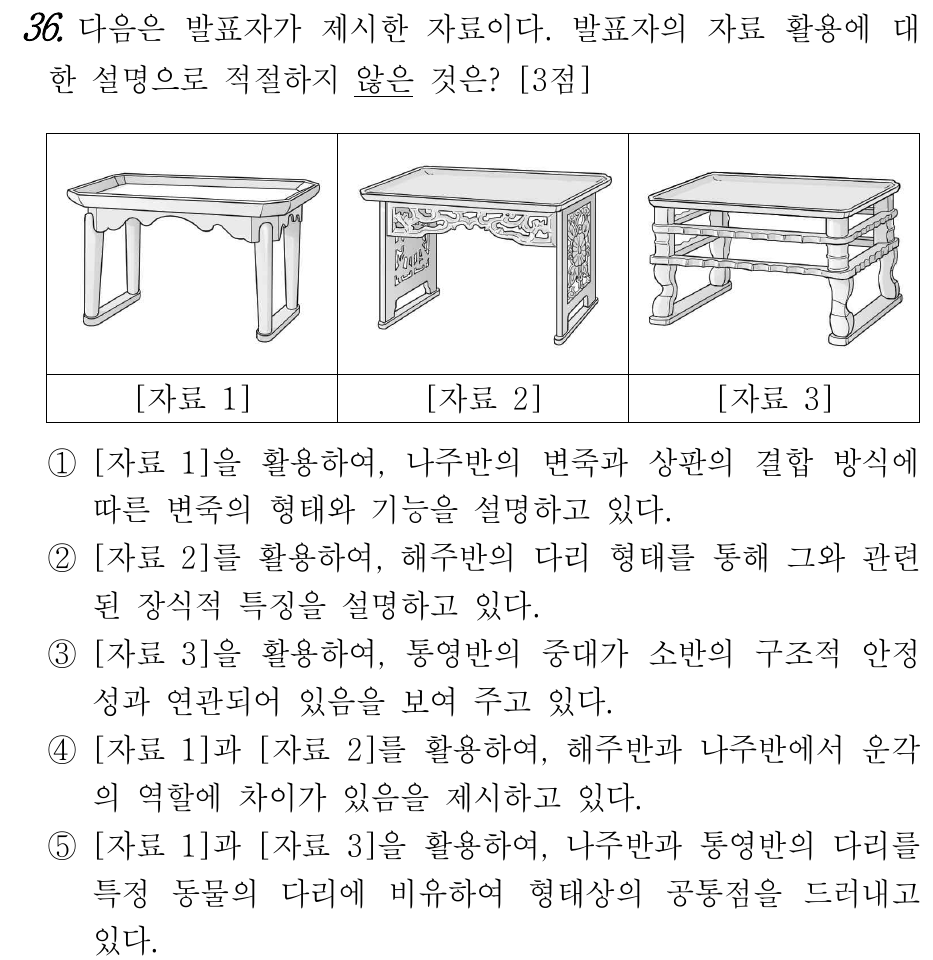 36. 다음은 발표자가 제시한 자료이다. 발표자의 자료 활용에 대
한 설명으로 적절하지 않은 것은? [3점]
[자료 1] [자료 2] [자료 3]
① [자료 1]을 활용하여, 나주반의 변죽과 상판의 결합 방식에
따른 변죽의 형태와 기능을 설명하고 있다.
② [자료 2]를 활용하여, 해주반의 다리 형태를 통해 그와 관련
된 장식적 특징을 설명하고 있다.
③ [자료 3]을 활용하여, 통영반의 중대가 소반의 구조적 안정
성과 연관되어 있음을 보여 주고 있다.
④ [자료 1]과 [자료 2]를 활용하여, 해주반과 나주반에서 운각
의 역할에 차이가 있음을 제시하고 있다.
⑤ [자료 1]과 [자료 3]을 활용하여, 나주반과 통영반의 다리를
특정 동물의 다리에 비유하여 형태상의 공통점을 드러내고
있다.